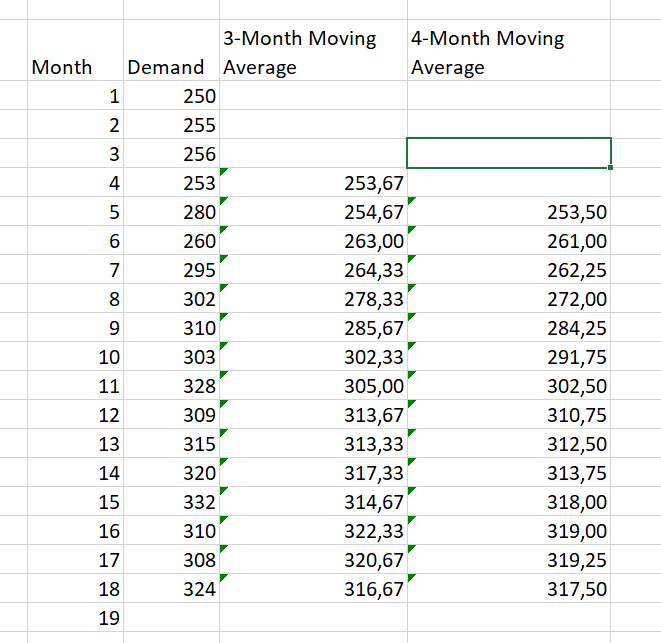 3-Month Moving 4-Month Moving
Month Demand Average Average
1 250
2 255
3 256
4 253 253,67
5 280 254,67 253,50
6 260 263,00 261,00
7 295 264,33 262,25
8 302 278,33 272,00
9 310 285,67 284,25
10 303 302,33 291,75
11 328 305,00 302,50
12 309 313,67 310,75
13 315 313,33 312,50
14 320 317,33 313,75
15 332 314,67 318,00
16 310 322,33 319,00
17 308 320,67 319,25
18 324 316,67 317,50
19